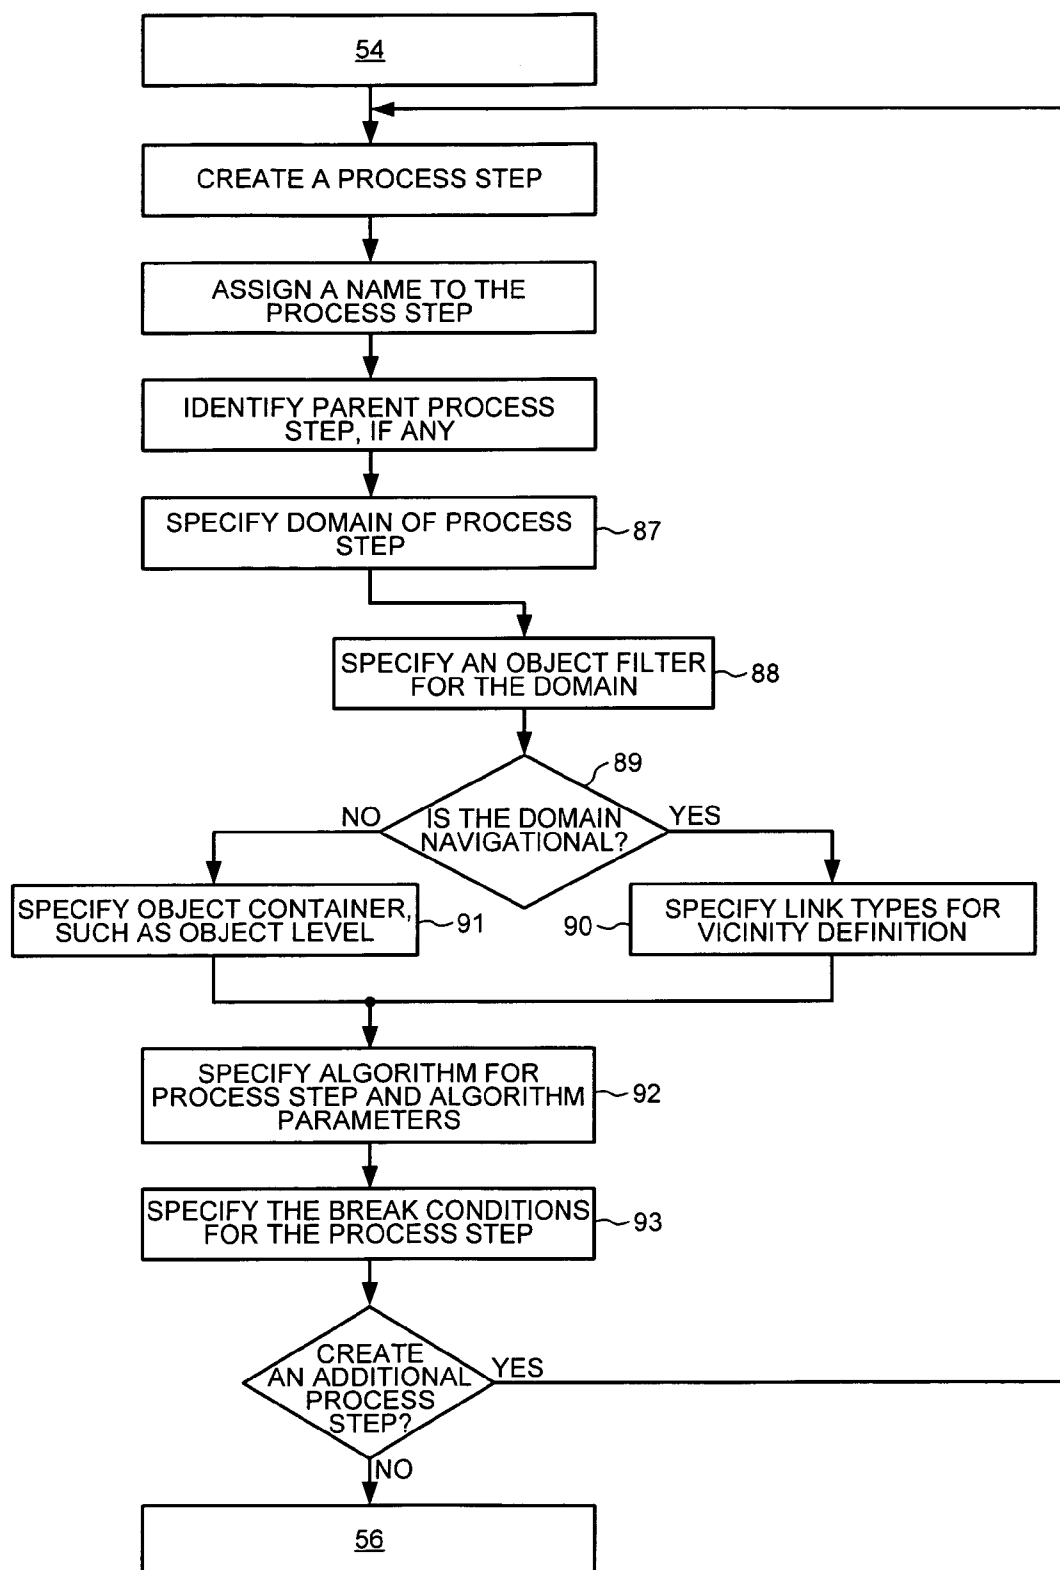 54
CREATE A PROCESS STEP
ASSIGN A NAME TO THE
PROCESS STEP
IDENTIFY PARENT PROCESS
STEP, IF ANY
SPECIFY DOMAIN OF PROCESS
STEP
87
SPECIFY AN OBJECT FILTER
FOR THE DOMAIN
88
89
IS THE DOMAIN
NAVIGATIONAL?
NO
YES
SPECIFY OBJECT CONTAINER,
SUCH AS OBJECT LEVEL
91
90
SPECIFY LINK TYPES FOR
VICINITY DEFINITION
SPECIFY ALGORITHM FOR
PROCESS STEP AND ALGORITHM
PARAMETERS
92
SPECIFY THE BREAK CONDITIONS
FOR THE PROCESS STEP
93
CREATE
AN ADDITIONAL
PROCESS
STEP?
YES
NO
56